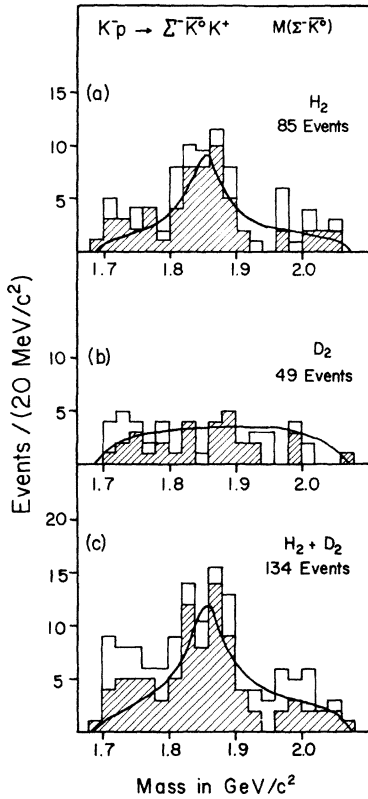 K⁻p → Σ⁻K̅⁰K⁺ M(Σ⁻K̅⁰)
(a)
H₂
85 Events
15
10
5
1.7 1.8 1.9 2.0
(b)
D₂
49 Events
10
5
1.7 1.8 1.9 2.0
(c)
H₂ + D₂
134 Events
20
15
10
5
1.7 1.8 1.9 2.0
Events / (20 MeV/c²)
Mass in GeV/c²